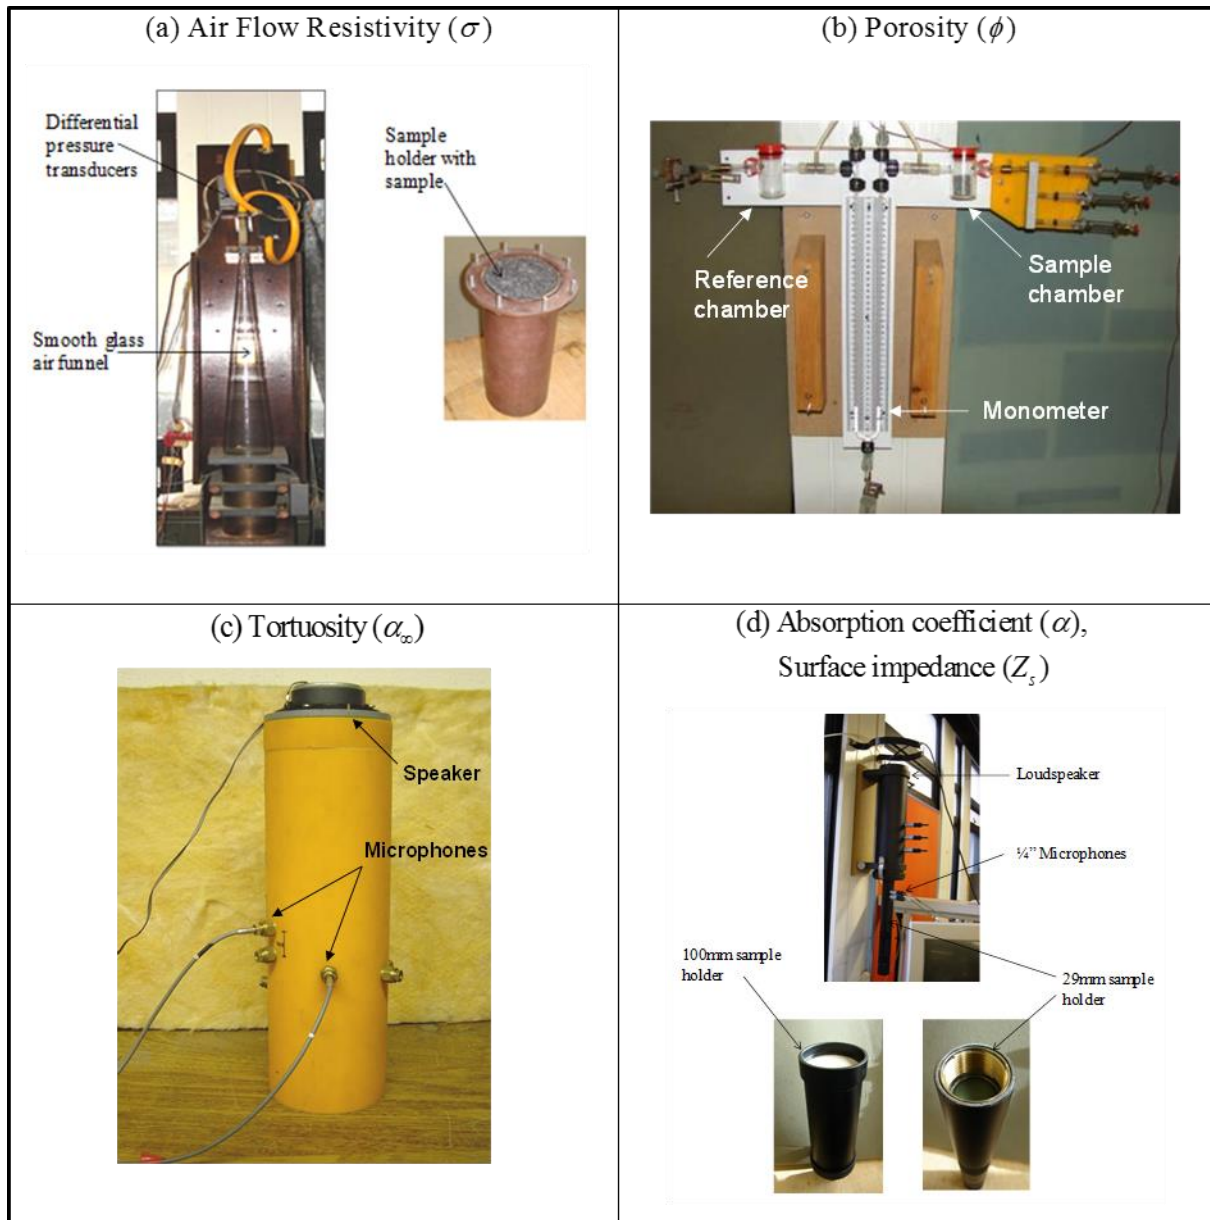 (a) Air Flow Resistivity (σ)
Differential
pressure
transducers
Sample
holder with
sample
Smooth glass
air funnel
(b) Porosity (ϕ)
Reference
chamber
Sample
chamber
Monometer
(c) Tortuosity (α∞)
Speaker
Microphones
(d) Absorption coefficient (α),
Surface impedance (Zs)
Loudspeaker
¼” Microphones
100mm sample
holder
29mm sample
holder